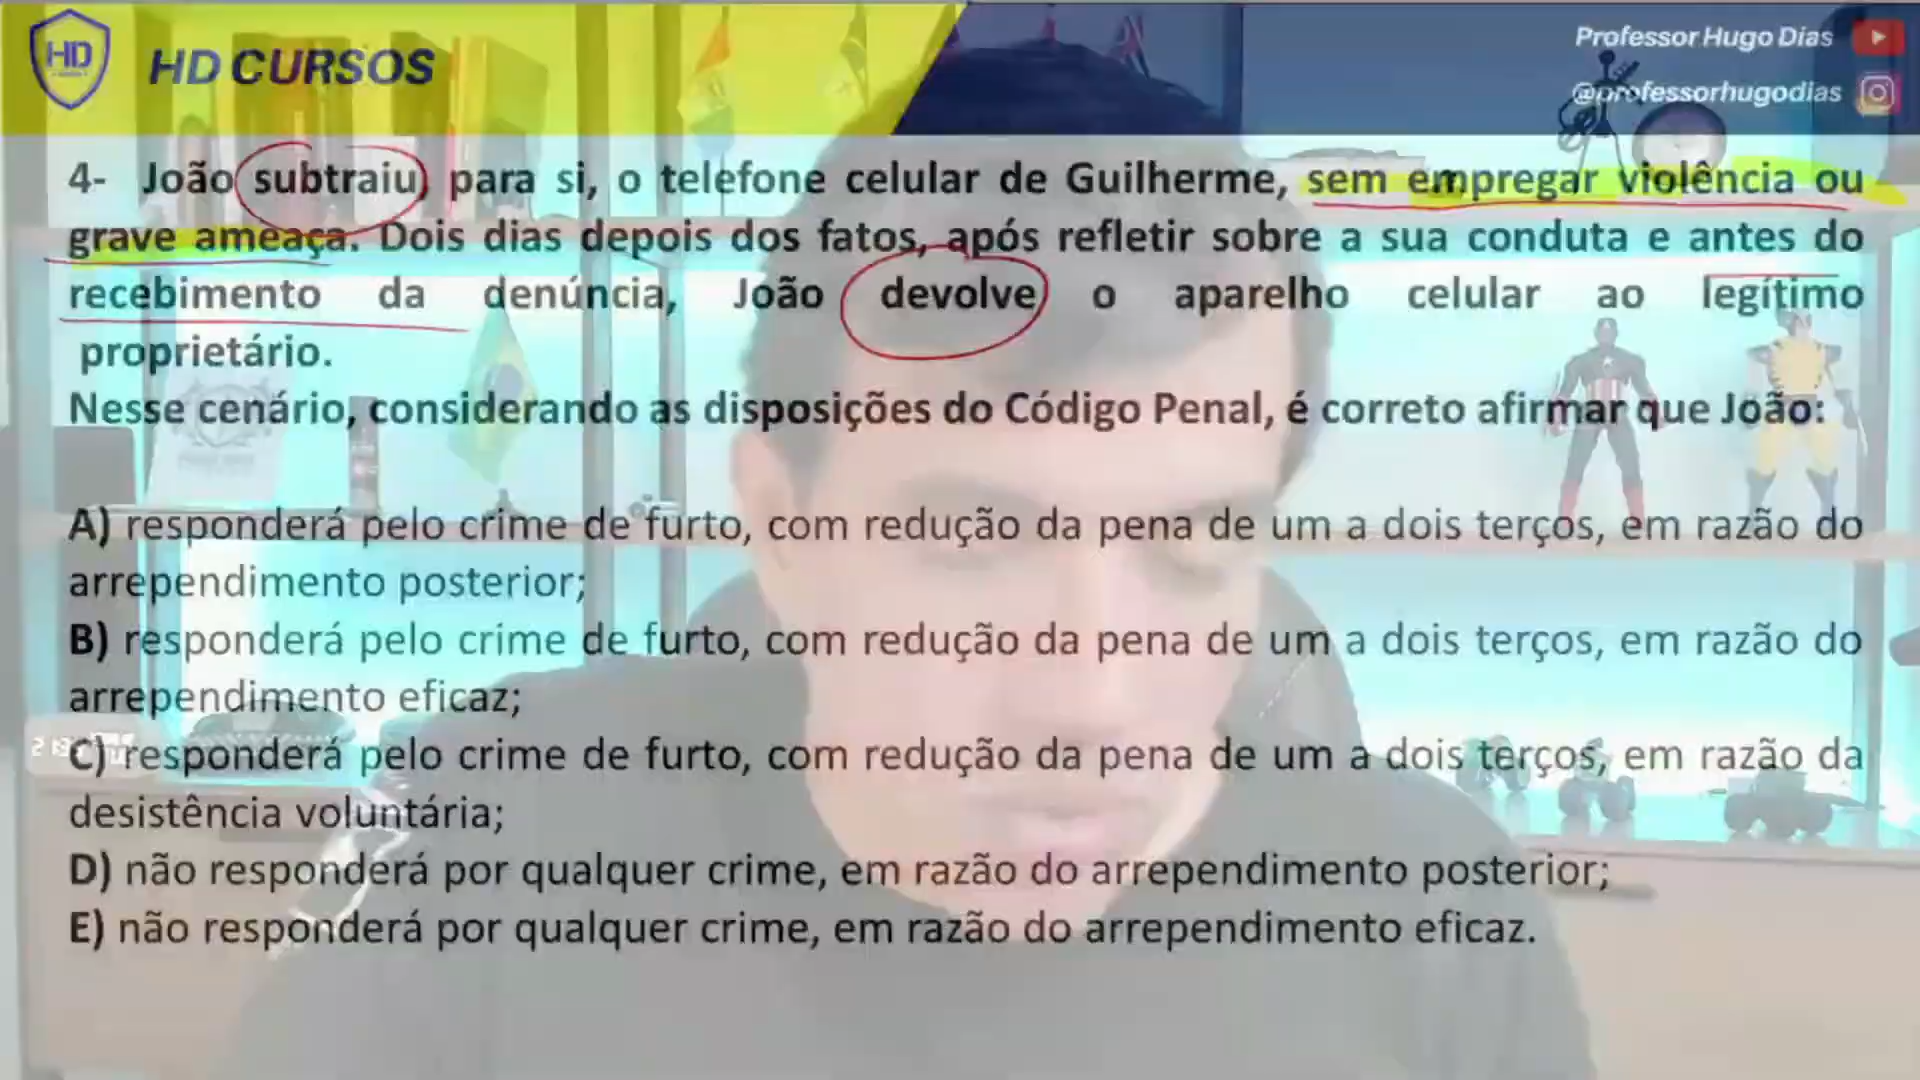 HD
HD CURSOS
Professor Hugo Dias
@professorhugodias
4- João subtraiu, para si, o telefone celular de Guilherme, sem empregar violência ou
grave ameaça. Dois dias depois dos fatos, após refletir sobre a sua conduta e antes do
recebimento da denúncia, João devolve o aparelho celular ao legítimo
proprietário.
Nesse cenário, considerando as disposições do Código Penal, é correto afirmar que João:
A) responderá pelo crime de furto, com redução da pena de um a dois terços, em razão do
arrependimento posterior;
B) responderá pelo crime de furto, com redução da pena de um a dois terços, em razão do
arrependimento eficaz;
C) responderá pelo crime de furto, com redução da pena de um a dois terços, em razão da
desistência voluntária;
D) não responderá por qualquer crime, em razão do arrependimento posterior;
E) não responderá por qualquer crime, em razão do arrependimento eficaz.